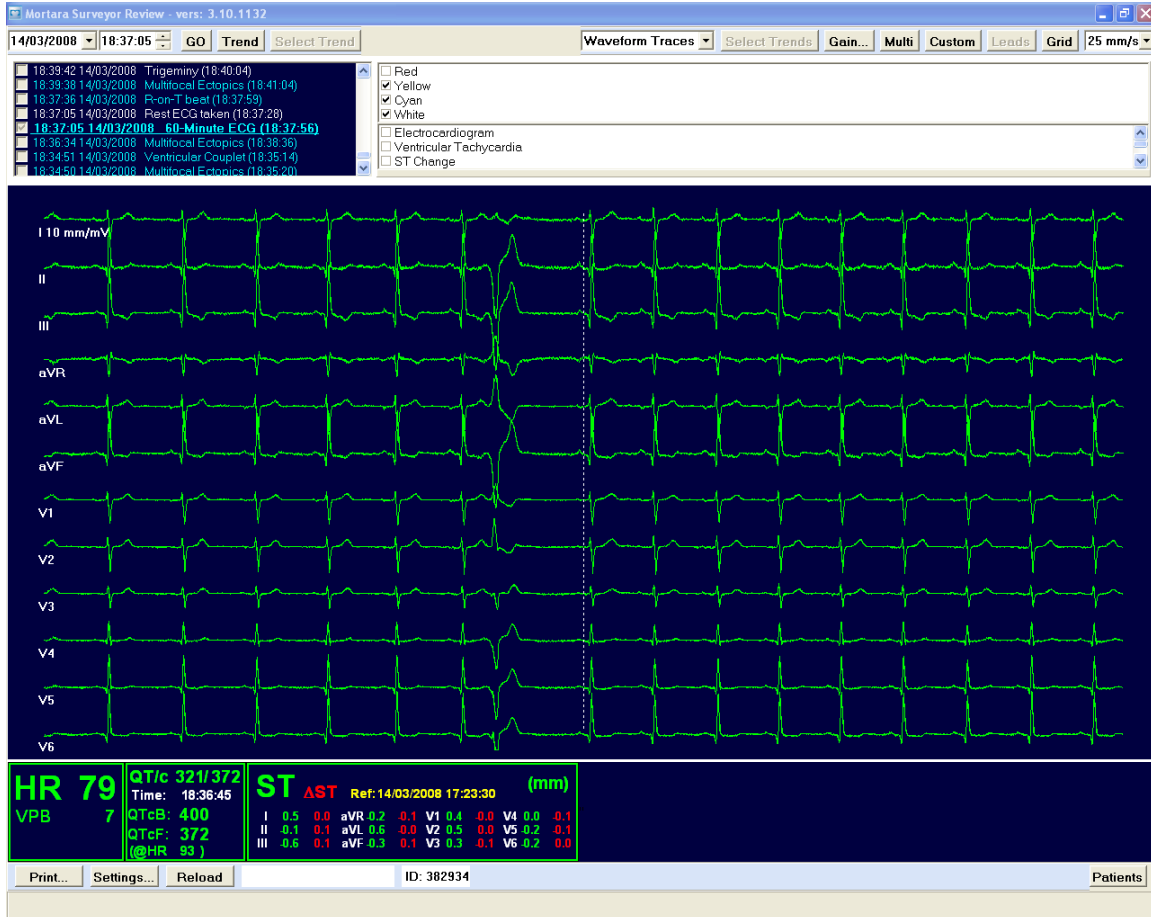 Mortara Surveyor Review - vers: 3.10.1132
14/03/2008 18:37:05 GO Trend Select Trend Waveform Traces Select Trends Gain... Multi Custom Leads Grid 25 mm/s
18:39:42 14/03/2008 Trigeminy (18:40:04)
18:39:38 14/03/2008 Multifocal Ectopics (18:41:04)
18:37:36 14/03/2008 R-on-T beat (18:37:59)
18:37:05 14/03/2008 Rest ECG taken (18:37:28)
18:37:05 14/03/2008 60-Minute ECG (18:37:56)
18:36:34 14/03/2008 Multifocal Ectopics (18:38:36)
18:34:51 14/03/2008 Ventricular Couplet (18:35:14)
18:34:50 14/03/2008 Multifocal Ectopics (18:35:20)
Red
Yellow
Cyan
White
Electrocardiogram
Ventricular Tachycardia
ST Change
I 10 mm/mV
II
III
aVR
aVL
aVF
V1
V2
V3
V4
V5
V6
HR 79
VPB 7
QT/c 321/372
Time: 18:36:45
QTcB: 400
QTcF: 372
(@HR 93 )
ST ΔST Ref:14/03/2008 17:23:30 (mm)
I 0.5 0.0 aVR-0.2 -0.1 V1 0.4 -0.0 V4 0.0 -0.1
II -0.1 0.1 aVL 0.6 -0.0 V2 0.5 0.0 V5-0.2 -0.1
III -0.6 0.1 aVF-0.3 0.1 V3 0.3 -0.1 V6-0.2 0.0
Print... Settings... Reload ID: 382934 Patients